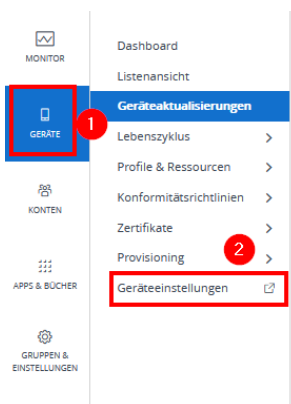 MONITOR
GERÄTE
1
KONTEN
APPS & BÜCHER
GRUPPEN &
EINSTELLUNGEN
Dashboard
Listenansicht
Geräteaktualisierungen
Lebenszyklus
Profile & Ressourcen
Konformitätsrichtlinien
Zertifikate
Provisioning
2
Geräteeinstellungen